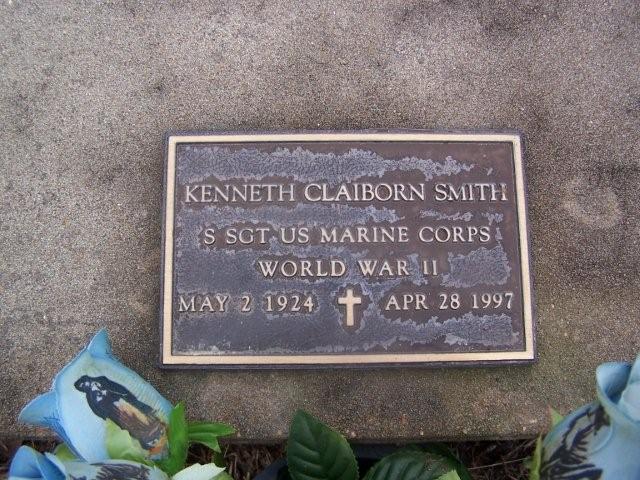 KENNETH CLAIBORN SMITH
S SGT US MARINE CORPS
WORLD WAR II
MAY 2 1924 APR 28 1997